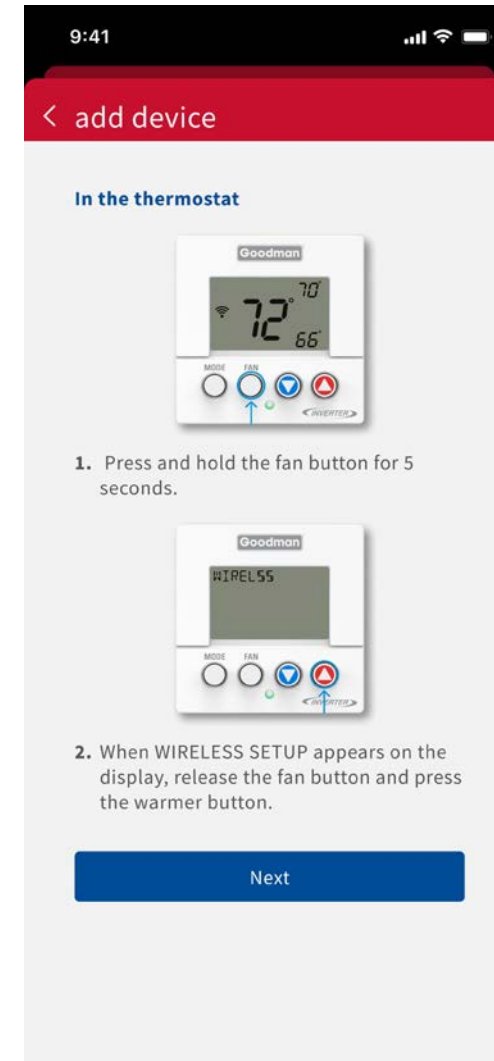 9:41
< add device
In the thermostat
Goodman
70°
72°
66°
MODE FAN
INVERTER
1. Press and hold the fan button for 5
seconds.
Goodman
WIRELSS
MODE FAN
INVERTER
2. When WIRELESS SETUP appears on the
display, release the fan button and press
the warmer button.
Next